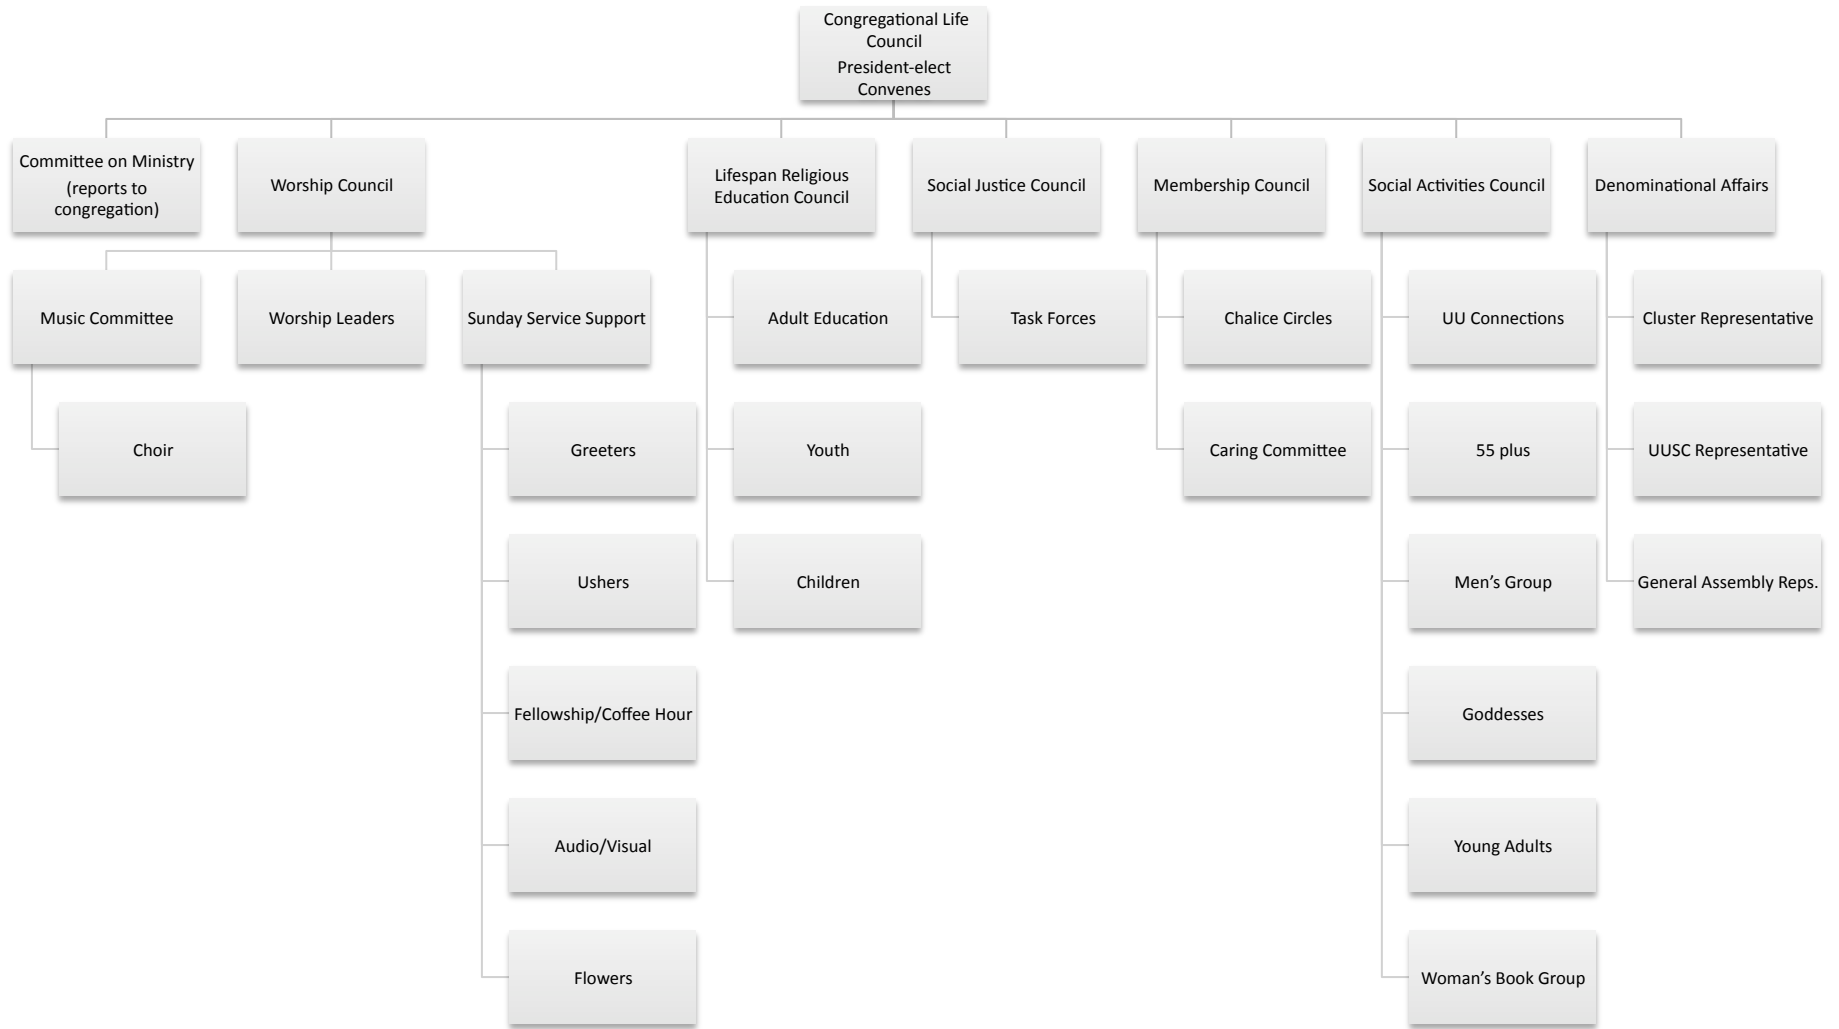 Congregational Life
Council
President-elect
Convenes
Committee on Ministry
(reports to
congregation)
Worship Council
Lifespan Religious
Education Council
Social Justice Council
Membership Council
Social Activities Council
Denominational Affairs
Music Committee
Worship Leaders
Sunday Service Support
Adult Education
Task Forces
Chalice Circles
UU Connections
Cluster Representative
Choir
Greeters
Youth
Caring Committee
55 plus
UUSC Representative
Ushers
Children
Men’s Group
General Assembly Reps.
Fellowship/Coffee Hour
Goddesses
Audio/Visual
Young Adults
Flowers
Woman’s Book Group